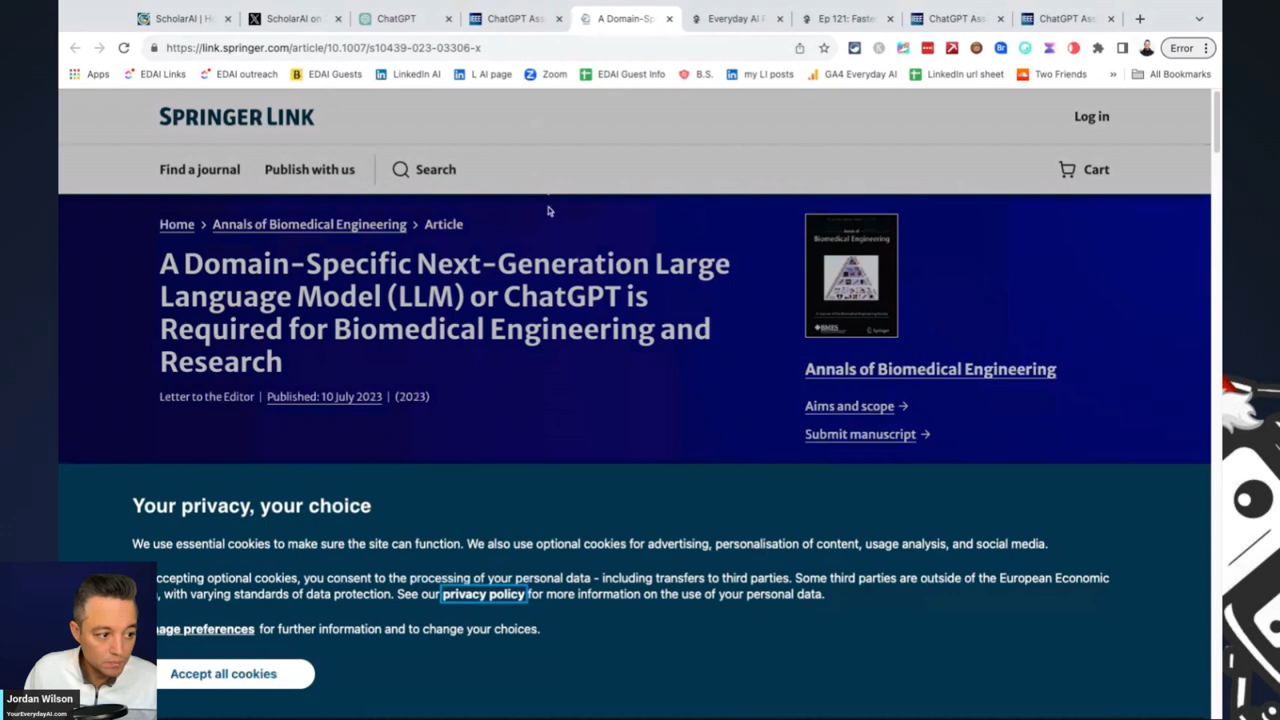 ScholarAI | H
ScholarAI on
ChatGPT
ChatGPT Ass
A Domain-Sp
Everyday AI F
Ep 121: Faste
ChatGPT Ass
ChatGPT Ass
https://link.springer.com/article/10.1007/s10439-023-03306-x
Error
Apps
EDAI Links
EDAI outreach
EDAI Guests
LinkedIn AI
L AI page
Zoom
EDAI Guest Info
B.S.
my LI posts
GA4 Everyday AI
LinkedIn url sheet
Two Friends
»
All Bookmarks
SPRINGER LINK
Log in
Find a journal
Publish with us
Search
Cart
Home > Annals of Biomedical Engineering > Article
A Domain-Specific Next-Generation Large
Language Model (LLM) or ChatGPT is
Required for Biomedical Engineering and
Research
Letter to the Editor | Published: 10 July 2023 | (2023)
Biomedical Engineering
BMES
Springer
Annals of Biomedical Engineering
Aims and scope →
Submit manuscript →
Your privacy, your choice
We use essential cookies to make sure the site can function. We also use optional cookies for advertising, personalisation of content, usage analysis, and social media.
ccepting optional cookies, you consent to the processing of your personal data - including transfers to third parties. Some third parties are outside of the European Economic
, with varying standards of data protection. See our privacy policy for more information on the use of your personal data.
age preferences for further information and to change your choices.
Accept all cookies
Jordan Wilson
YourEverydayAI.com